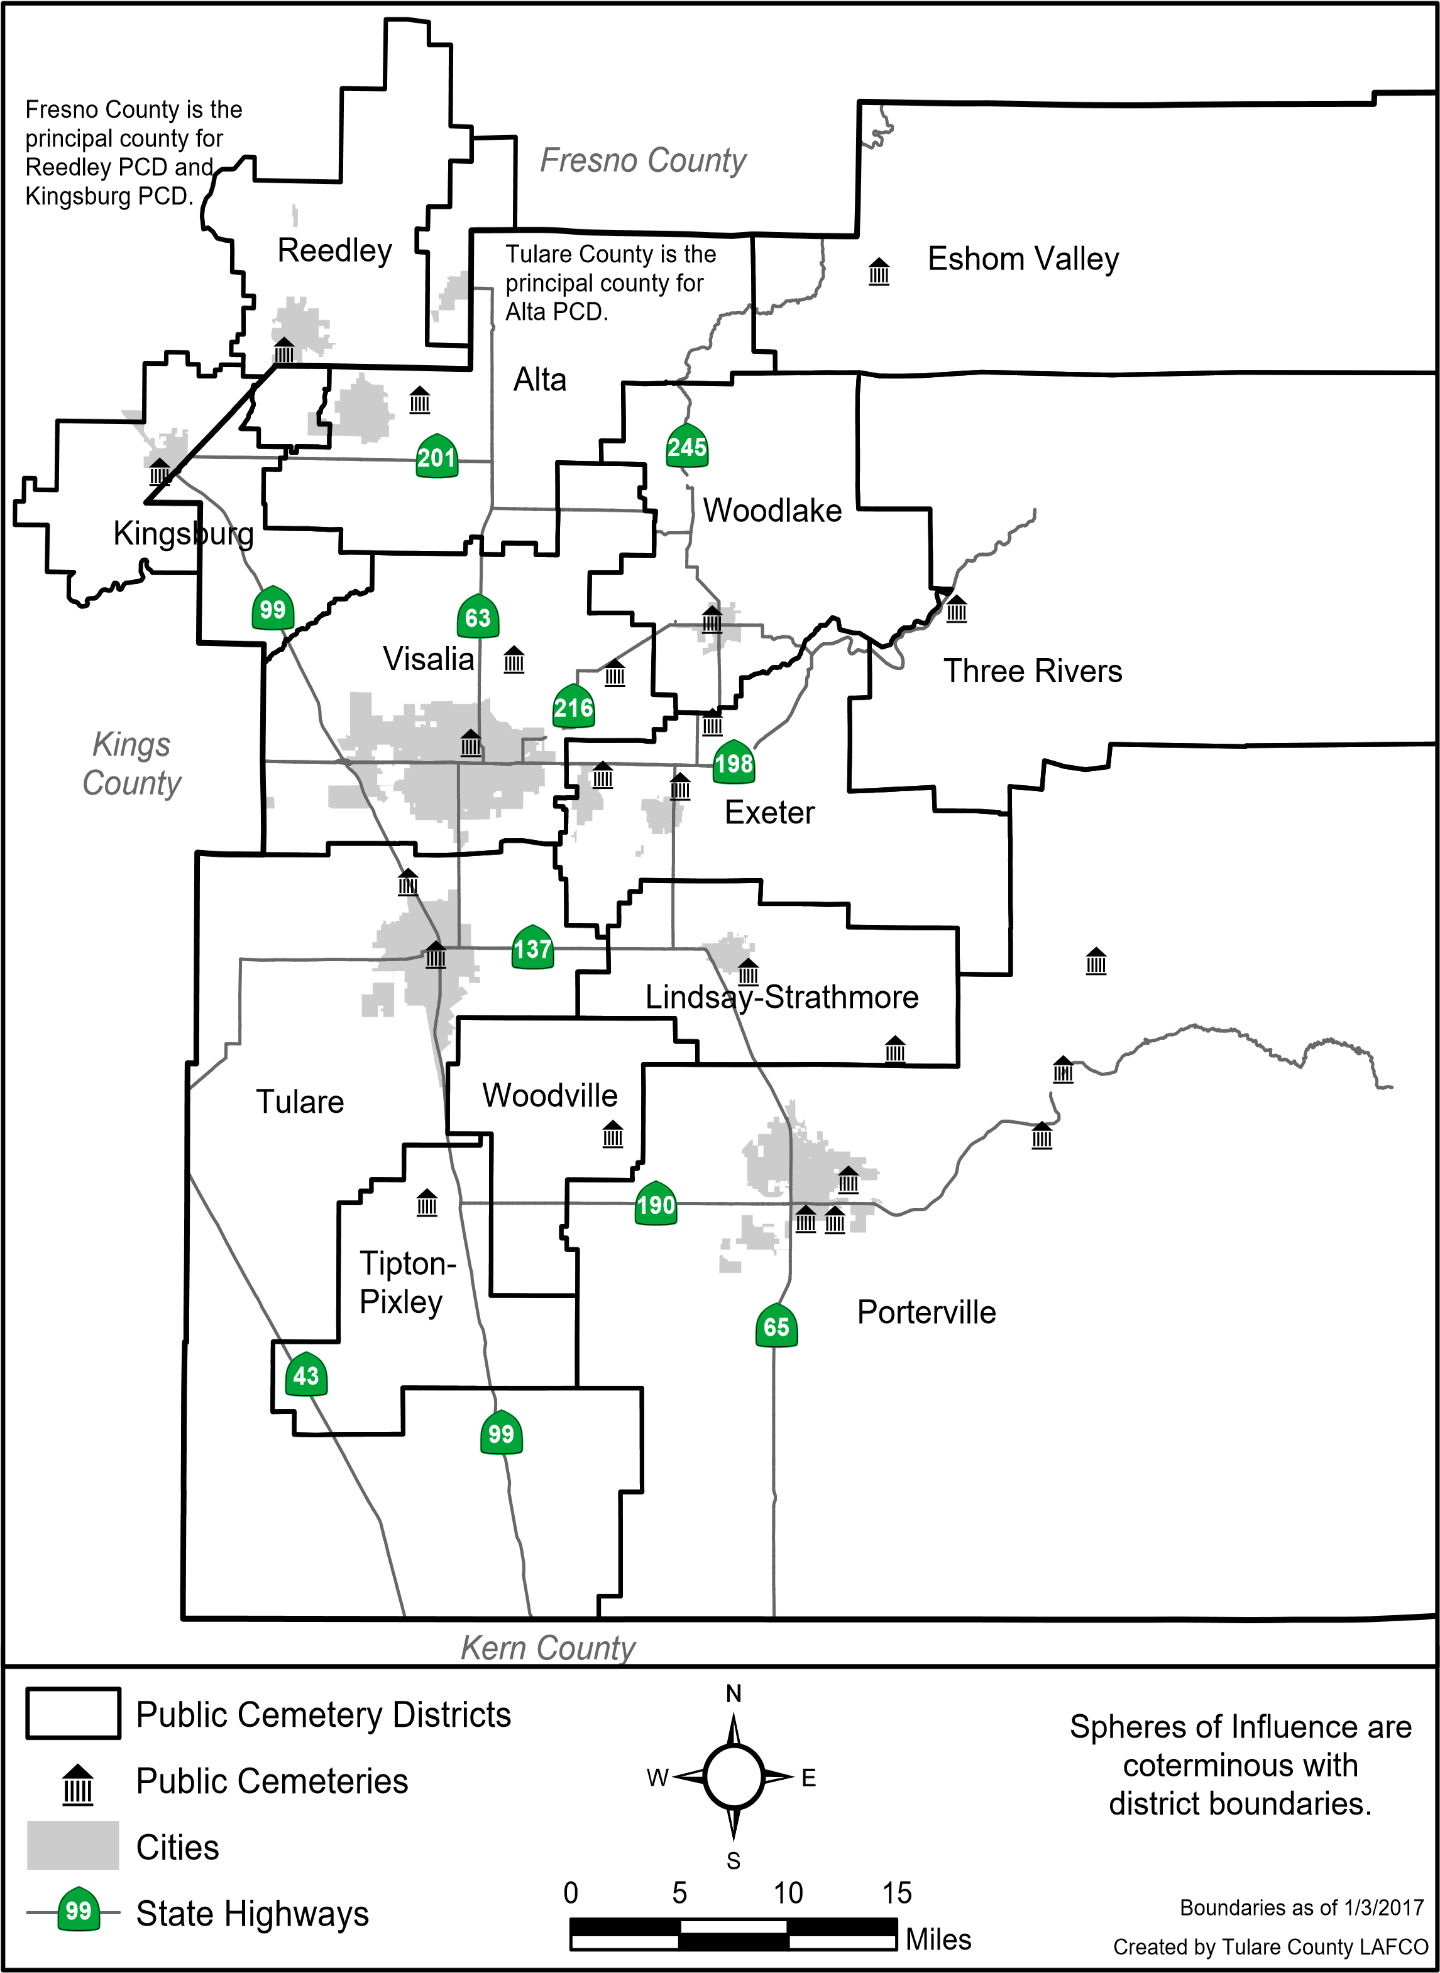 Fresno County is the
principal county for
Reedley PCD and
Kingsburg PCD.
Fresno County
Reedley
Tulare County is the
principal county for
Alta PCD.
Eshom Valley
Alta
201
245
Woodlake
Kingsburg
99
63
Visalia
216
Three Rivers
Kings
County
198
Exeter
137
Lindsay-Strathmore
Tulare
Woodville
190
Tipton-
Pixley
Porterville
65
43
99
Kern County
Public Cemetery Districts
Public Cemeteries
Cities
99
State Highways
N
W
E
S
0 5 10 15
Miles
Spheres of Influence are
coterminous with
district boundaries.
Boundaries as of 1/3/2017
Created by Tulare County LAFCO